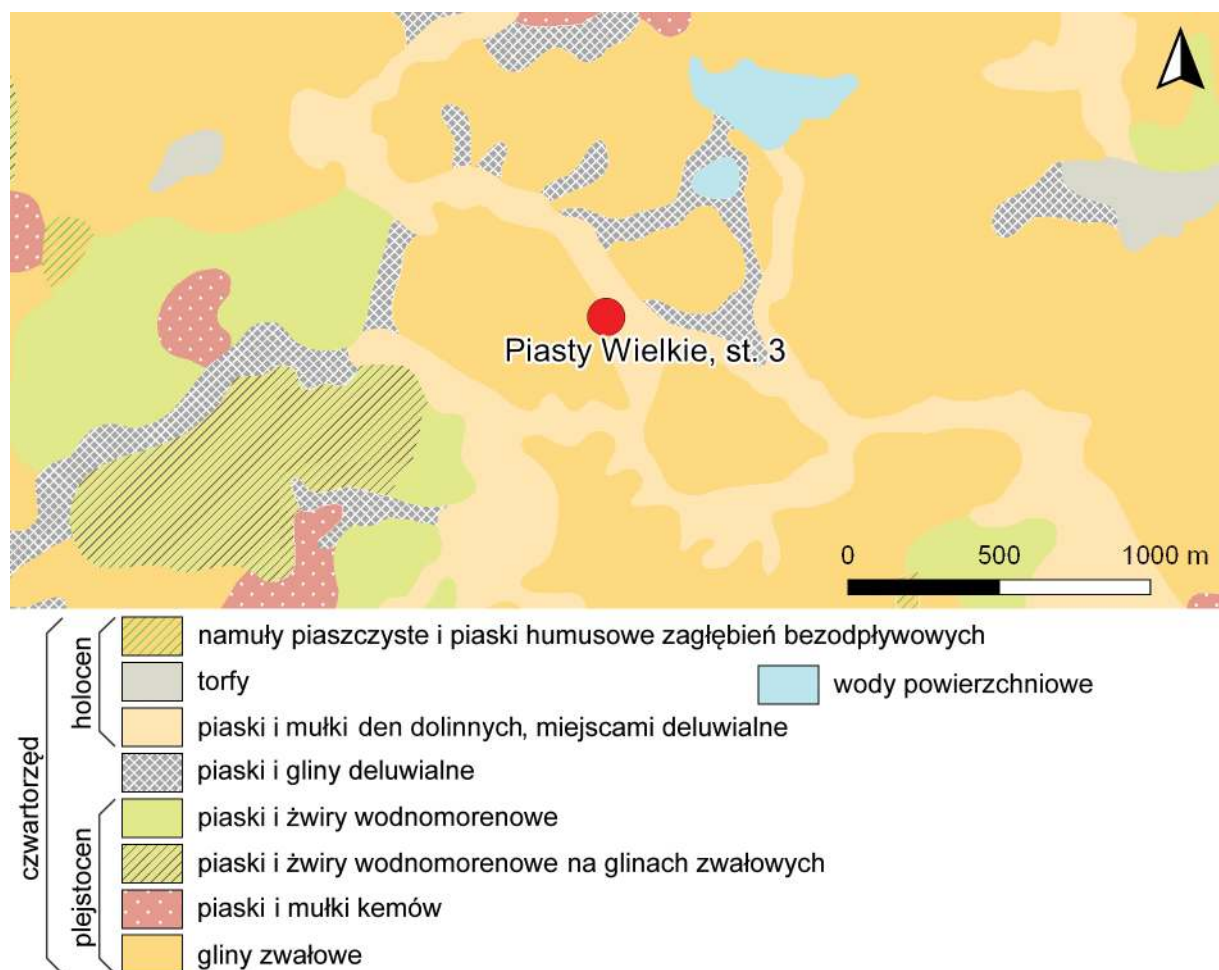 Piasty Wielkie, st. 3
0 500 1000 m
czwartorzęd
holocen
namuły piaszczyste i piaski humusowe zagłębień bezodpływowych
torfy
wody powierzchniowe
piaski i mułki den dolinnych, miejscami deluwialne
piaski i gliny deluwialne
plejstocen
piaski i żwiry wodnomorenowe
piaski i żwiry wodnomorenowe na glinach zwałowych
piaski i mułki kemów
gliny zwałowe